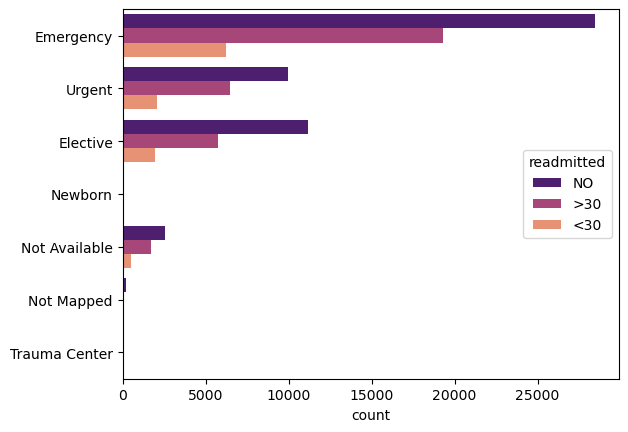 Emergency
Urgent
Elective
Newborn
Not Available
Not Mapped
Trauma Center
readmitted
NO
>30
<30
0 5000 10000 15000 20000 25000
count